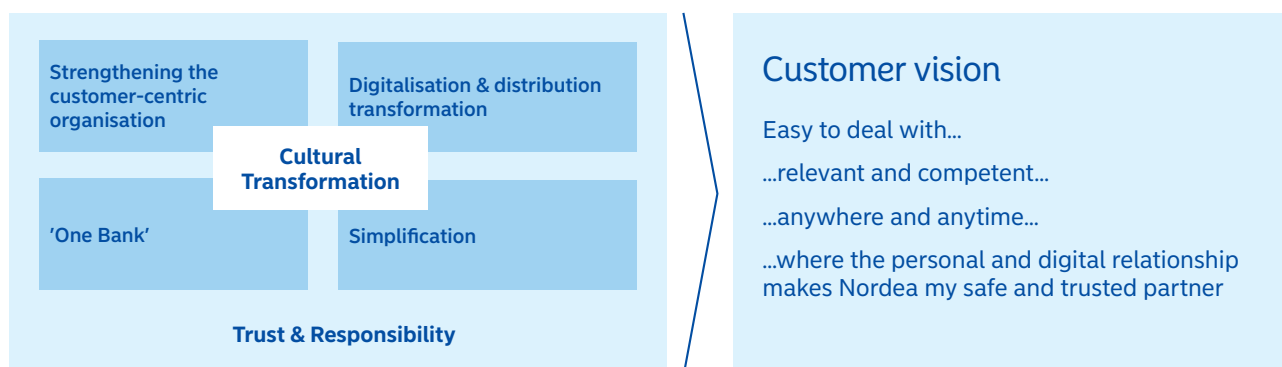 Strengthening the
customer-centric
organisation
Digitalisation & distribution
transformation
Cultural
Transformation
’One Bank’
Simplification
Trust & Responsibility
Customer vision
Easy to deal with…
…relevant and competent…
…anywhere and anytime…
…where the personal and digital relationship
makes Nordea my safe and trusted partner